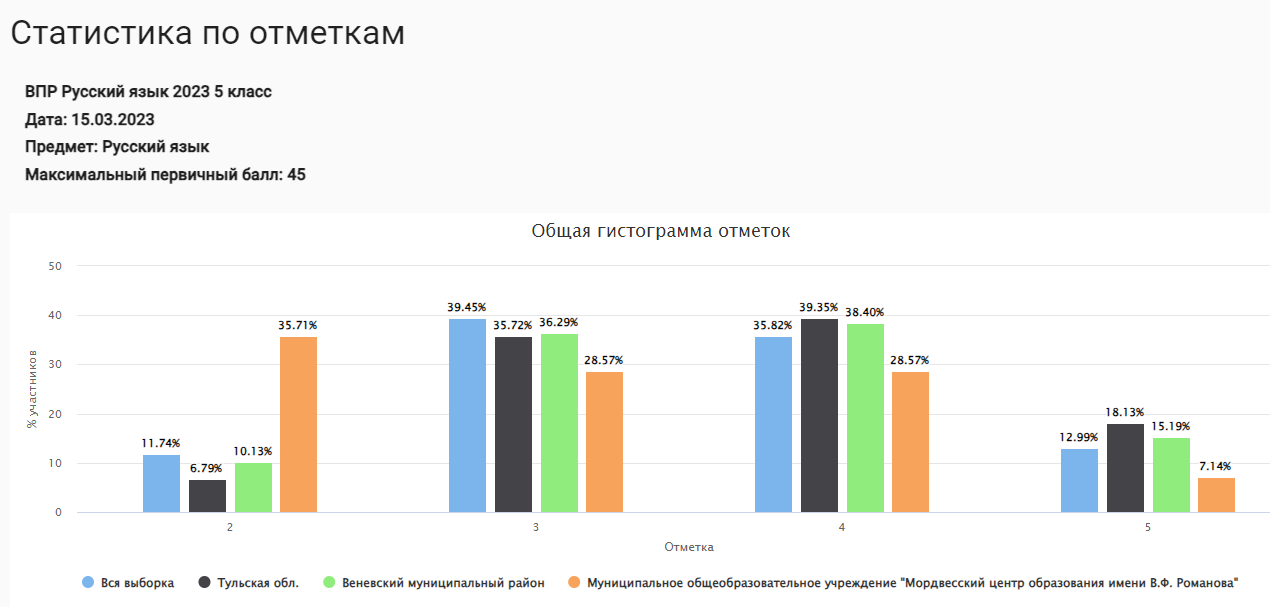 Статистика по отметкам
ВПР Русский язык 2023 5 класс
Дата: 15.03.2023
Предмет: Русский язык
Максимальный первичный балл: 45
Общая гистограмма отметок
% участников
50
40
30
20
10
0
11.74%
6.79%
10.13%
35.71%
39.45%
35.72%
36.29%
28.57%
35.82%
39.35%
38.40%
28.57%
12.99%
18.13%
15.19%
7.14%
2
3
4
5
Отметка
Вся выборка
Тульская обл.
Веневский муниципальный район
Муниципальное общеобразовательное учреждение "Мордвесский центр образования имени В.Ф. Романова"